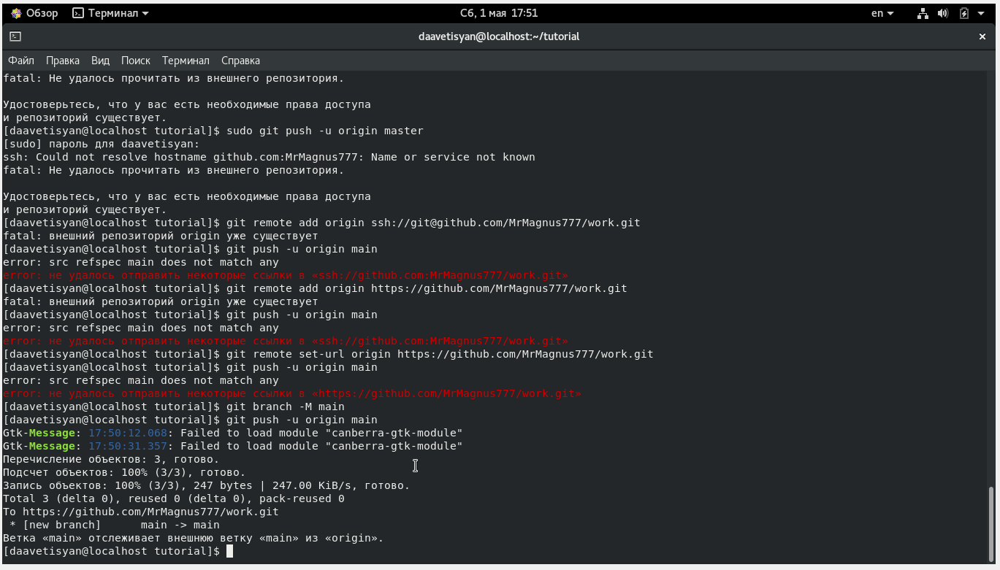 Обзор Терминал Сб, 1 мая 17:51 en
daavetisyan@localhost:~/tutorial
Файл Правка Вид Поиск Терминал Справка
fatal: Не удалось прочитать из внешнего репозитория.
Удостоверьтесь, что у вас есть необходимые права доступа
и репозиторий существует.
[daavetisyan@localhost tutorial]$ sudo git push -u origin master
[sudo] пароль для daavetisyan:
ssh: Could not resolve hostname github.com:MrMagnus777: Name or service not known
fatal: Не удалось прочитать из внешнего репозитория.
Удостоверьтесь, что у вас есть необходимые права доступа
и репозиторий существует.
[daavetisyan@localhost tutorial]$ git remote add origin ssh://git@github.com/MrMagnus777/work.git
fatal: внешний репозиторий origin уже существует
[daavetisyan@localhost tutorial]$ git push -u origin main
error: src refspec main does not match any
error: не удалось отправить некоторые ссылки в «ssh://github.com:MrMagnus777/work.git»
[daavetisyan@localhost tutorial]$ git remote add origin https://github.com/MrMagnus777/work.git
fatal: внешний репозиторий origin уже существует
[daavetisyan@localhost tutorial]$ git push -u origin main
error: src refspec main does not match any
error: не удалось отправить некоторые ссылки в «ssh://github.com:MrMagnus777/work.git»
[daavetisyan@localhost tutorial]$ git remote set-url origin https://github.com/MrMagnus777/work.git
[daavetisyan@localhost tutorial]$ git push -u origin main
error: src refspec main does not match any
error: не удалось отправить некоторые ссылки в «https://github.com/MrMagnus777/work.git»
[daavetisyan@localhost tutorial]$ git branch -M main
[daavetisyan@localhost tutorial]$ git push -u origin main
Gtk-Message: 17:50:12.068: Failed to load module "canberra-gtk-module"
Gtk-Message: 17:50:31.357: Failed to load module "canberra-gtk-module"
Перечисление объектов: 3, готово.
Подсчет объектов: 100% (3/3), готово.
Запись объектов: 100% (3/3), 247 bytes | 247.00 KiB/s, готово.
Total 3 (delta 0), reused 0 (delta 0), pack-reused 0
To https://github.com/MrMagnus777/work.git
 * [new branch]      main -> main
Ветка «main» отслеживает внешнюю ветку «main» из «origin».
[daavetisyan@localhost tutorial]$